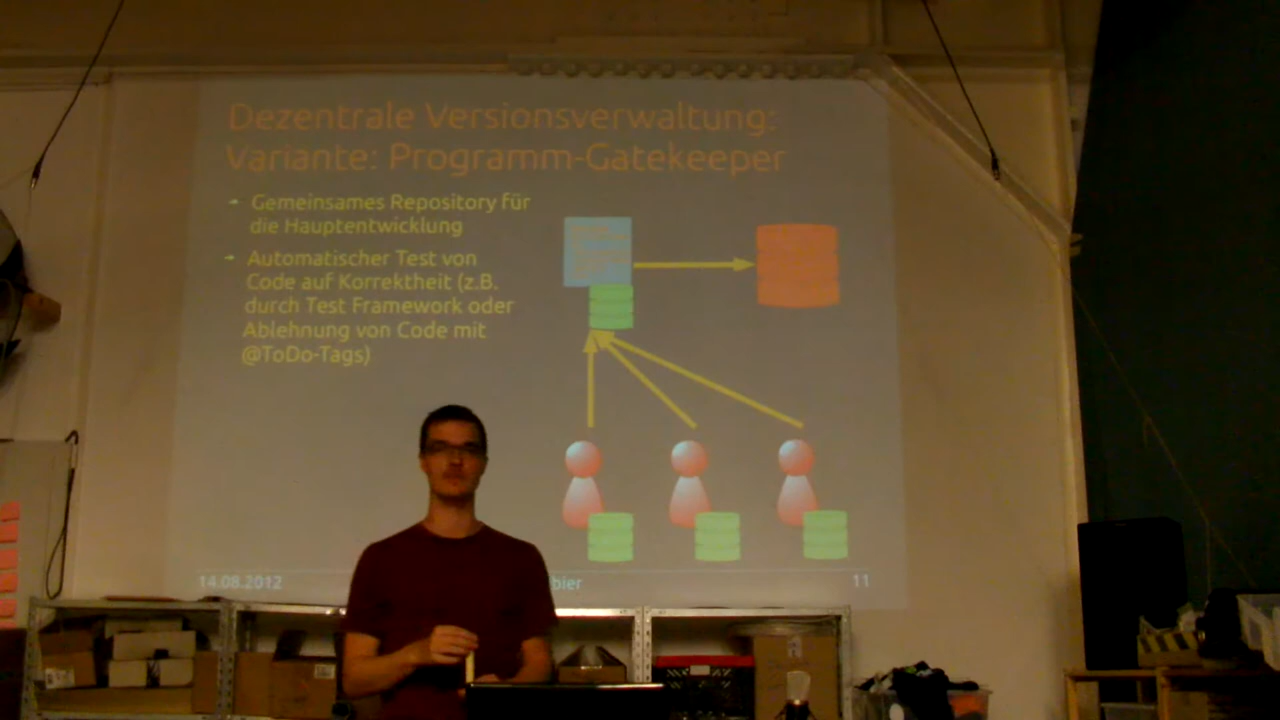 Dezentrale Versionsverwaltung:
Variante: Programm-Gatekeeper
Gemeinsames Repository für
die Hauptentwicklung
Automatischer Test von
Code auf Korrektheit (z.B.
durch Test Framework oder
Ablehnung von Code mit
@ToDo-Tags)
14.08.2012
bier
11